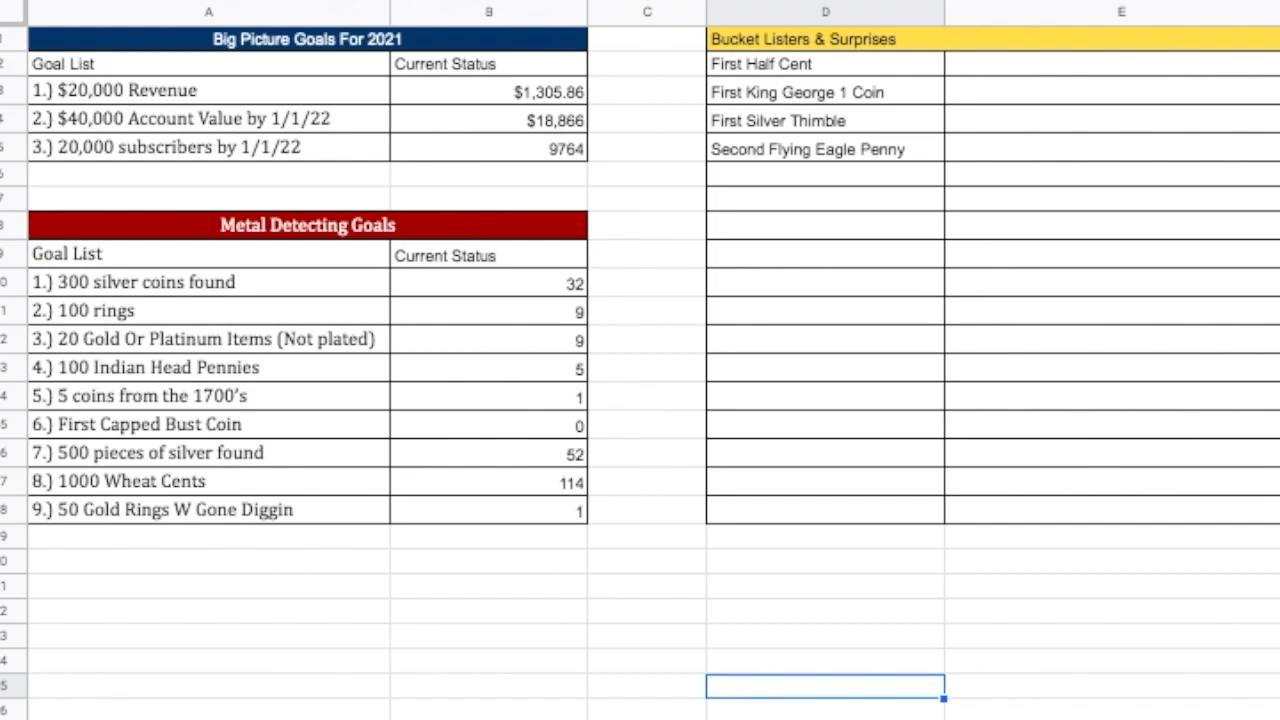 A B C D E
Big Picture Goals For 2021 Bucket Listers & Surprises
Goal List Current Status First Half Cent
1.) $20,000 Revenue $1,305.86 First King George 1 Coin
2.) $40,000 Account Value by 1/1/22 $18,866 First Silver Thimble
3.) 20,000 subscribers by 1/1/22 9764 Second Flying Eagle Penny
Metal Detecting Goals
Goal List Current Status
1.) 300 silver coins found 32
2.) 100 rings 9
3.) 20 Gold Or Platinum Items (Not plated) 9
4.) 100 Indian Head Pennies 5
5.) 5 coins from the 1700's 1
6.) First Capped Bust Coin 0
7.) 500 pieces of silver found 52
8.) 1000 Wheat Cents 114
9.) 50 Gold Rings W Gone Diggin 1